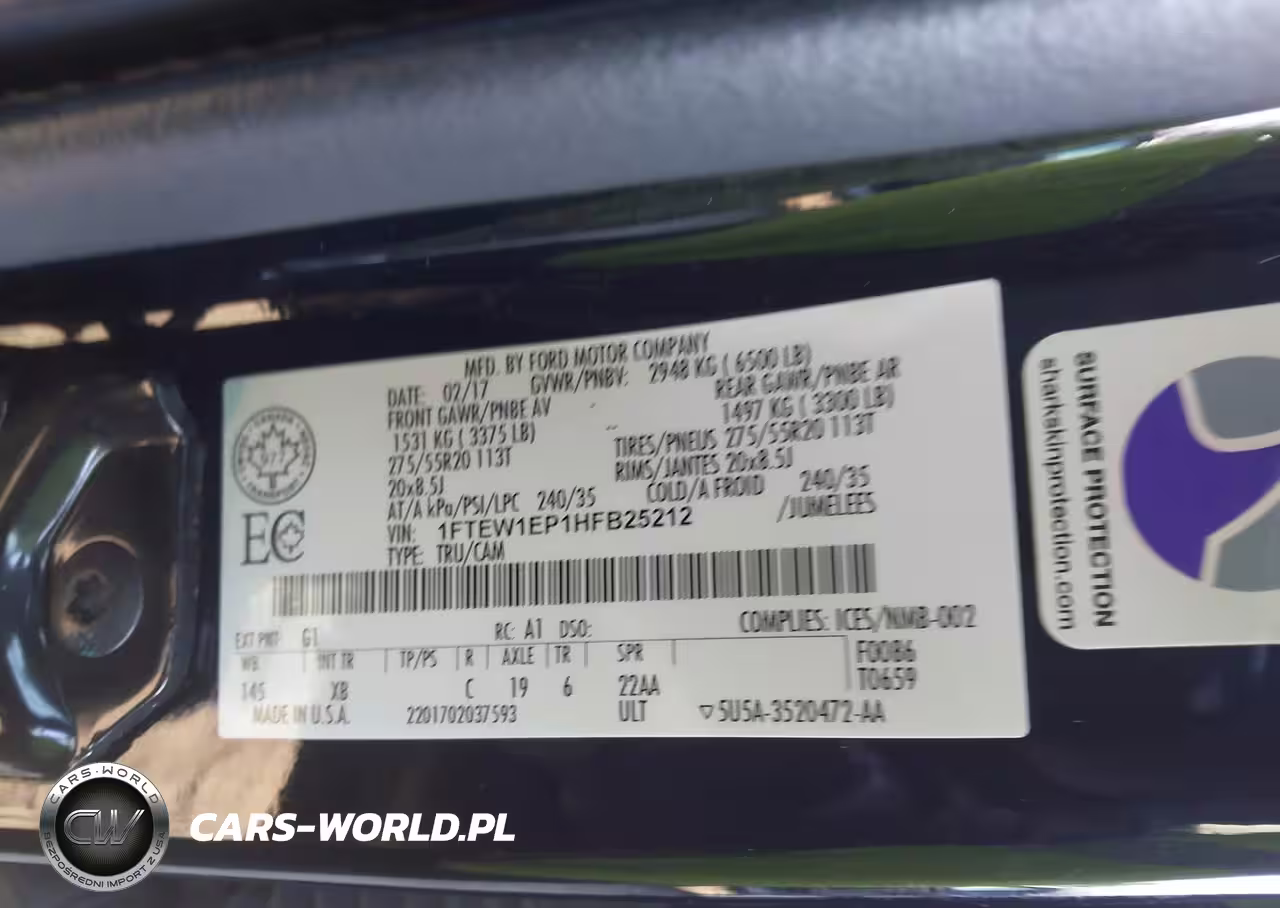 MFD. BY FORD MOTOR COMPANY
DATE: 02/17 GVWR/PNBV: 2948 KG ( 6500 LB)
FRONT GAWR/PNBE AV REAR GAWR/PNBE AR
1531 KG ( 3375 LB) 1497 KG ( 3300 LB)
275/55R20 113T TIRES/PNEUS 275/55R20 113T
20x8.5J RIMS/JANTES 20x8.5J
AT/A kPa/PSI/LPC 240/35 COLD/A FROID 240/35
VIN: 1FTEW1EP1HFB25212 /JUMELEES
TYPE: TRU/CAM
CANADA
TRANSPORT
EC
EXT PNT: G1 RC: A1 DSO: COMPLIES: ICES/NMB-002
WB INT TR TP/PS R AXLE TR SPR F0086
145 XB C 19 6 22AA T0659
MADE IN U.S.A. 2201702037593 ULT ▽5U5A-3520472-AA
SURFACE PROTECTION
sharkskinprotection.com
CARS-WORLD
CW
BEZPOŚREDNI IMPORT Z USA
CARS-WORLD.PL